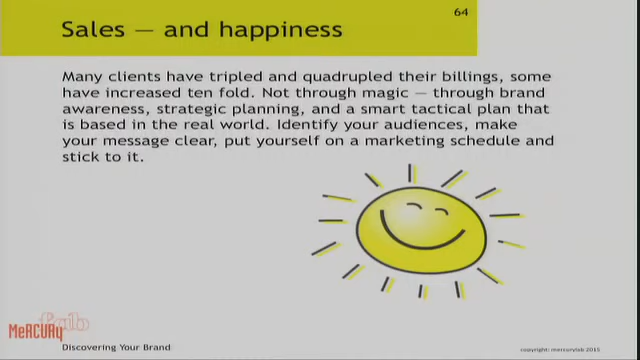 64
Sales — and happiness
Many clients have tripled and quadrupled their billings, some
have increased ten fold. Not through magic — through brand
awareness, strategic planning, and a smart tactical plan that
is based in the real world. Identify your audiences, make
your message clear, put yourself on a marketing schedule and
stick to it.
MeRCURy lab
Discovering Your Brand
copyright: mercurylab 2015